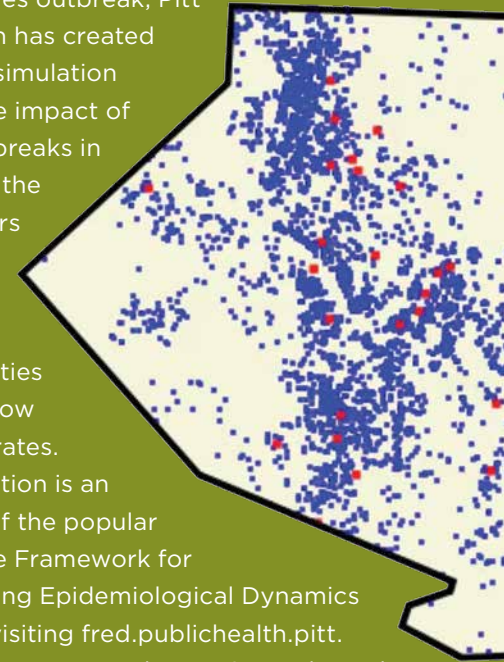 es outbreak, Pitt
n has created
simulation
e impact of
breaks in
the
rs
ties
ow
rates.
tion is an
f the popular
e Framework for
ng Epidemiological Dynamics
visiting fred.publichealth.pitt.